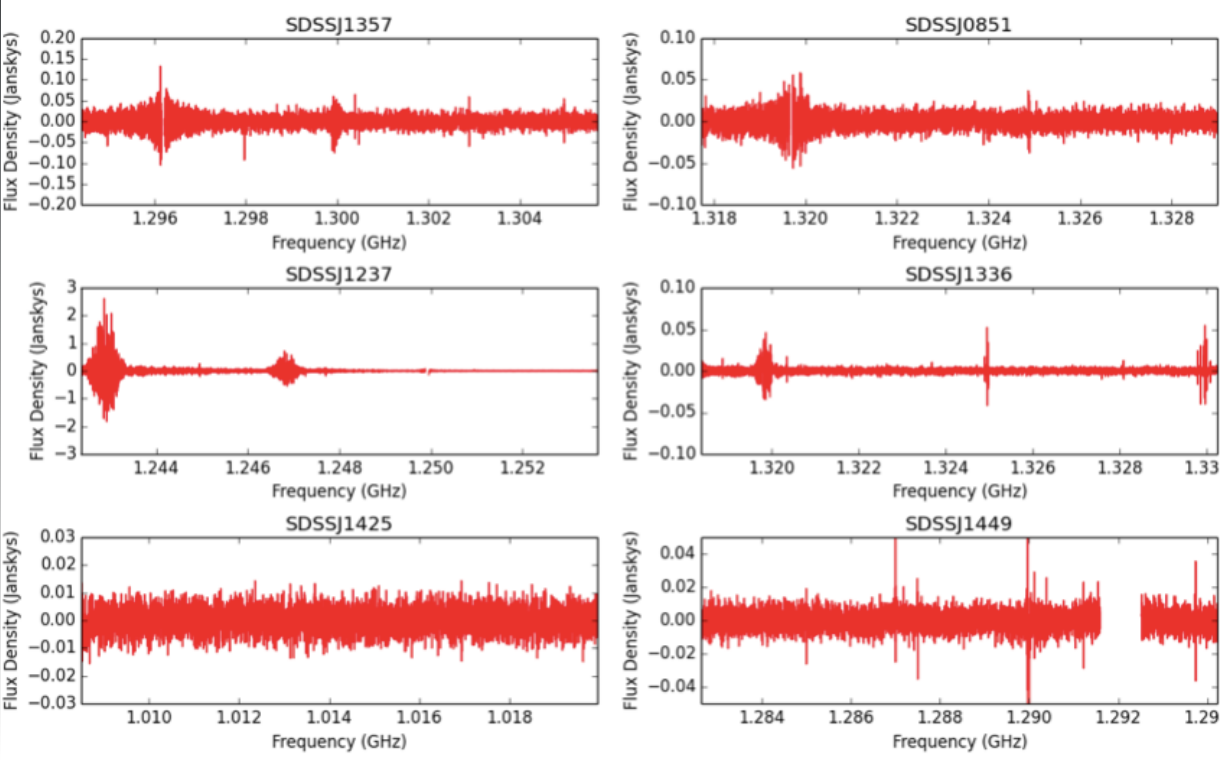 SDSSJ1357
Flux Density (Janskys)
0.20
0.15
0.10
0.05
0.00
−0.05
−0.10
−0.15
−0.20
1.296 1.298 1.300 1.302 1.304
Frequency (GHz)
SDSSJ0851
Flux Density (Janskys)
0.10
0.05
0.00
−0.05
−0.10
1.318 1.320 1.322 1.324 1.326 1.328
Frequency (GHz)
SDSSJ1237
Flux Density (Janskys)
3
2
1
0
−1
−2
−3
1.244 1.246 1.248 1.250 1.252
Frequency (GHz)
SDSSJ1336
Flux Density (Janskys)
0.10
0.05
0.00
−0.05
−0.10
1.320 1.322 1.324 1.326 1.328 1.33
Frequency (GHz)
SDSSJ1425
Flux Density (Janskys)
0.03
0.02
0.01
0.00
−0.01
−0.02
−0.03
1.010 1.012 1.014 1.016 1.018
Frequency (GHz)
SDSSJ1449
Flux Density (Janskys)
0.04
0.02
0.00
−0.02
−0.04
1.284 1.286 1.288 1.290 1.292 1.29
Frequency (GHz)